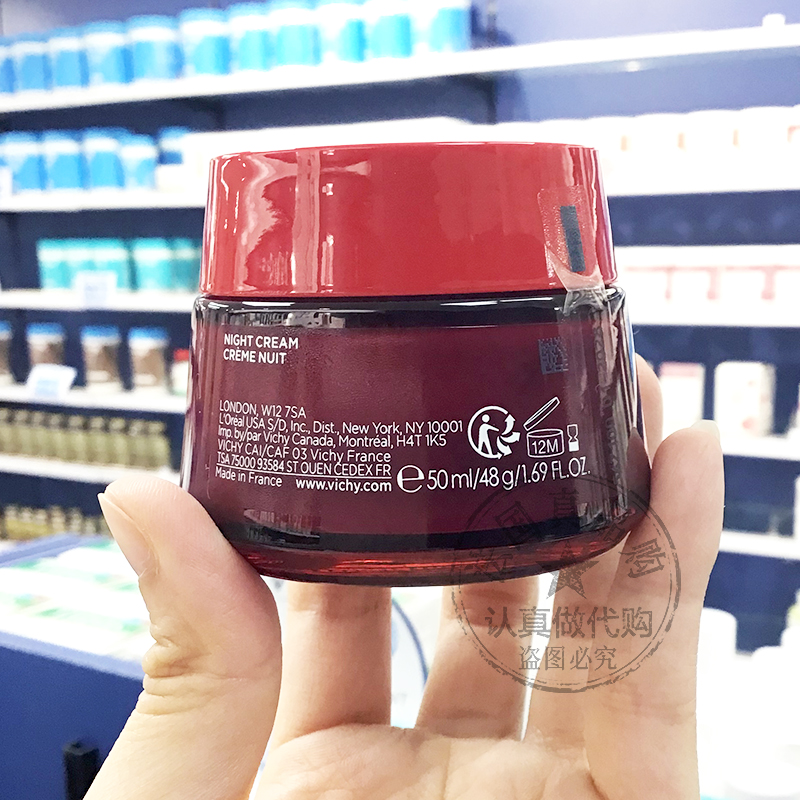 NIGHT CREAM
CRÈME NUIT
LONDON, W12 7SA
L'Oréal USA S/D, Inc., Dist., New York, NY 10001
Imp. by/par Vichy Canada, Montréal, H4T 1K5
VICHY CAI/CAF 03 Vichy France
TSA 75000 93584 ST OUEN CEDEX FR
Made in France www.vichy.com ℮ 50 ml/48 g/1.69 FL.OZ.
12M
认真做代购
盗图必究